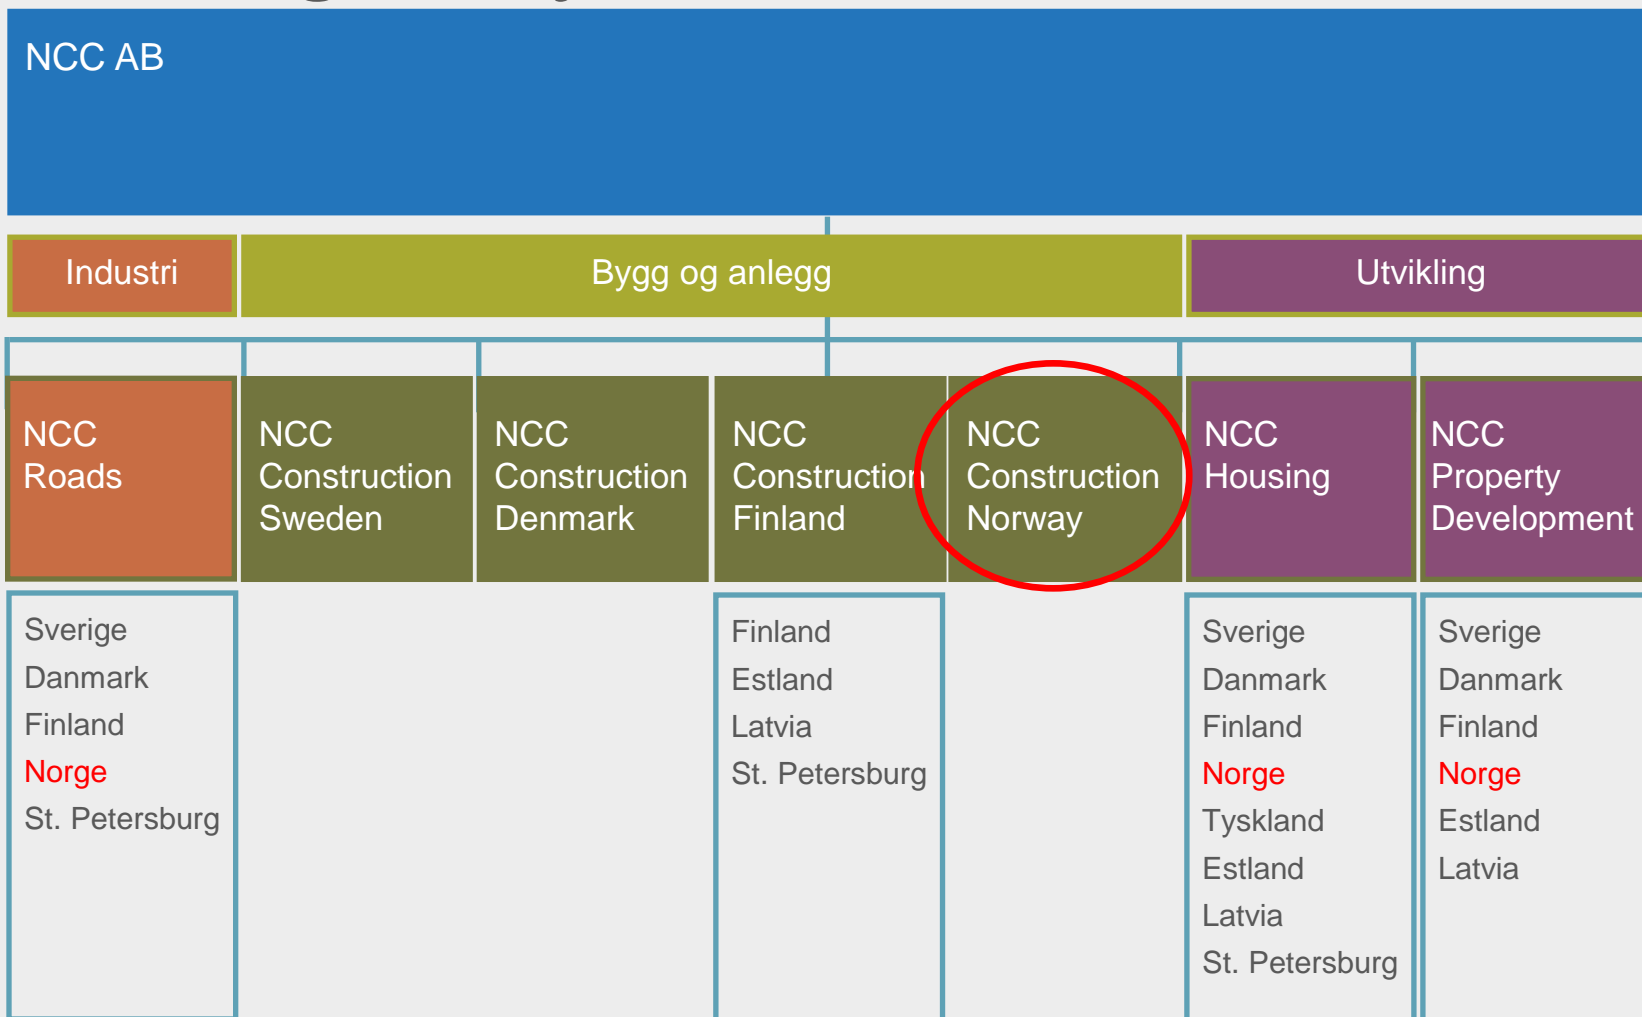 NCC AB
Industri
Bygg og anlegg
Utvikling
NCC
Roads
NCC
Construction
Sweden
NCC
Construction
Denmark
NCC
Construction
Finland
NCC
Construction
Norway
NCC
Housing
NCC
Property
Development
Sverige
Danmark
Finland
Norge
St. Petersburg
Finland
Estland
Latvia
St. Petersburg
Sverige
Danmark
Finland
Norge
Tyskland
Estland
Latvia
St. Petersburg
Sverige
Danmark
Finland
Norge
Estland
Latvia